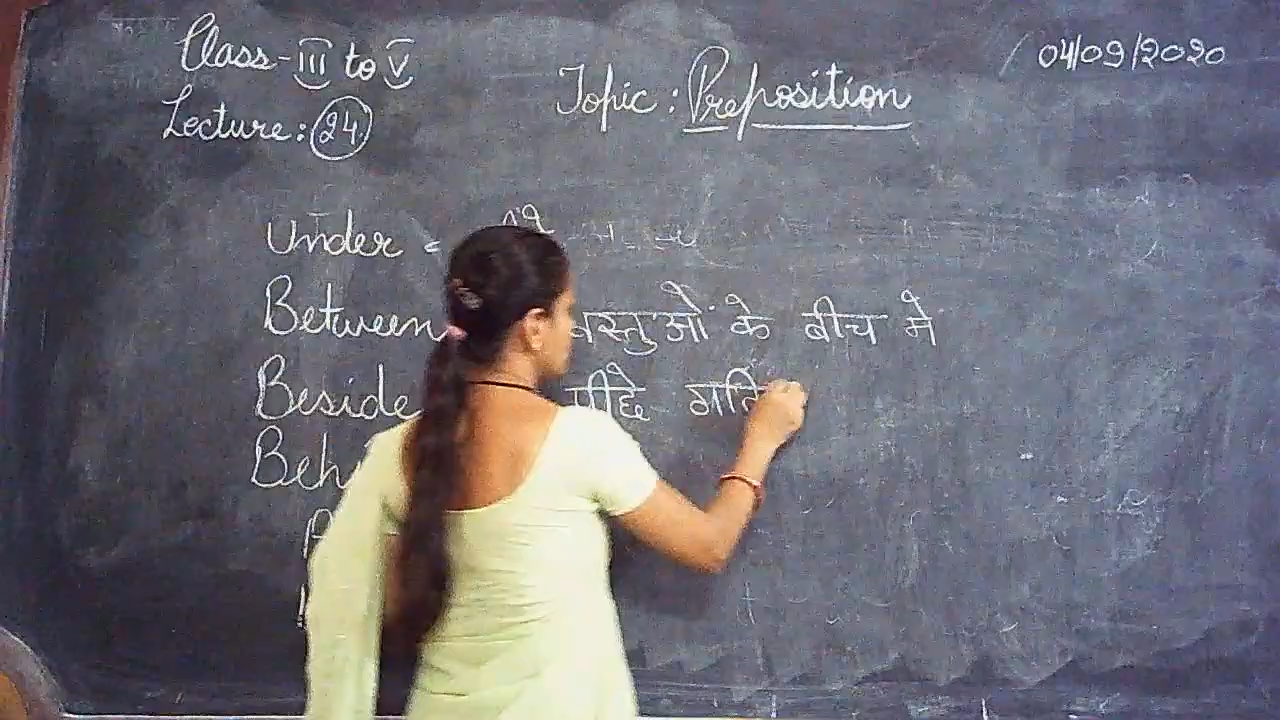 Class-III to V
Lecture: 24
Topic: Preposition
04/09/2020
Under =
Between वस्तुओं के बीच में
Beside पीछे
Beh